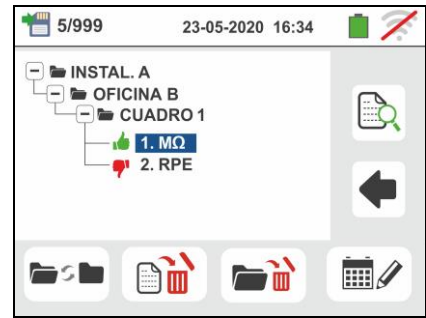 5/999 23-05-2020 16:34
INSTAL. A
OFICINA B
CUADRO 1
1. MΩ
2. RPE